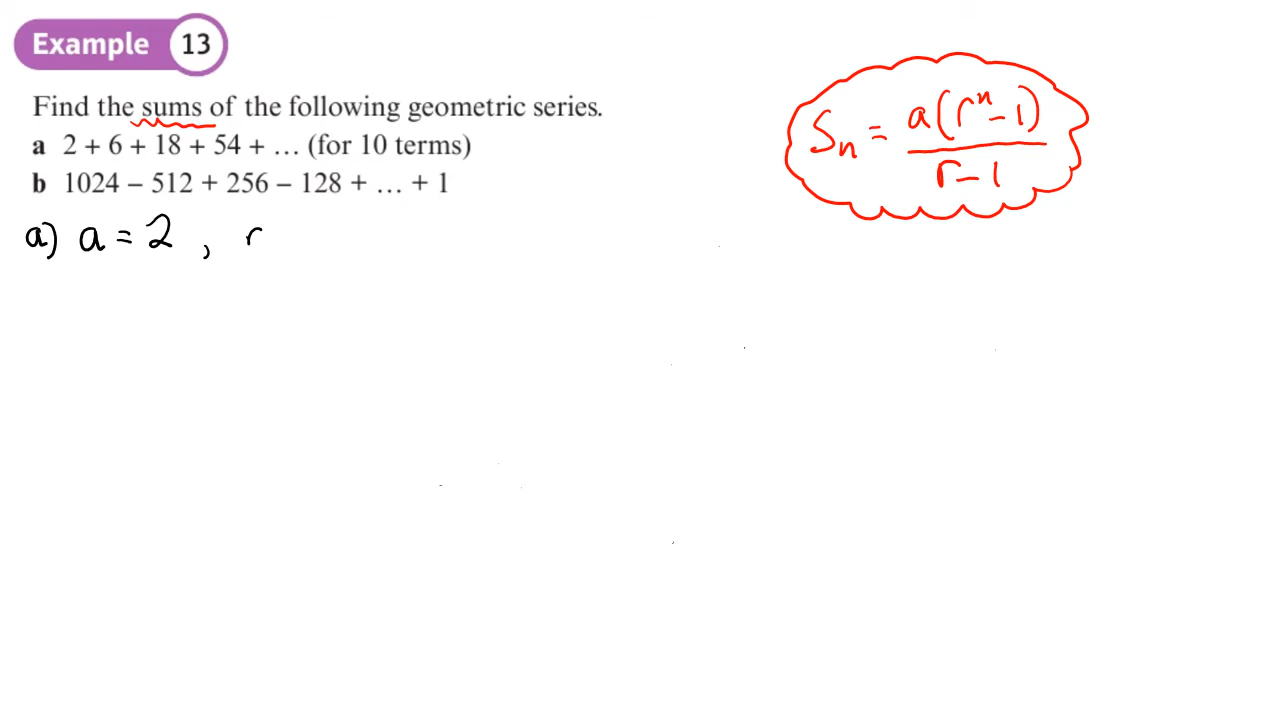 Example 13
Find the sums of the following geometric series.
a 2 + 6 + 18 + 54 + … (for 10 terms)
b 1024 – 512 + 256 – 128 + … + 1
Sn = a(r^n – 1) / r – 1
a) a = 2 , r